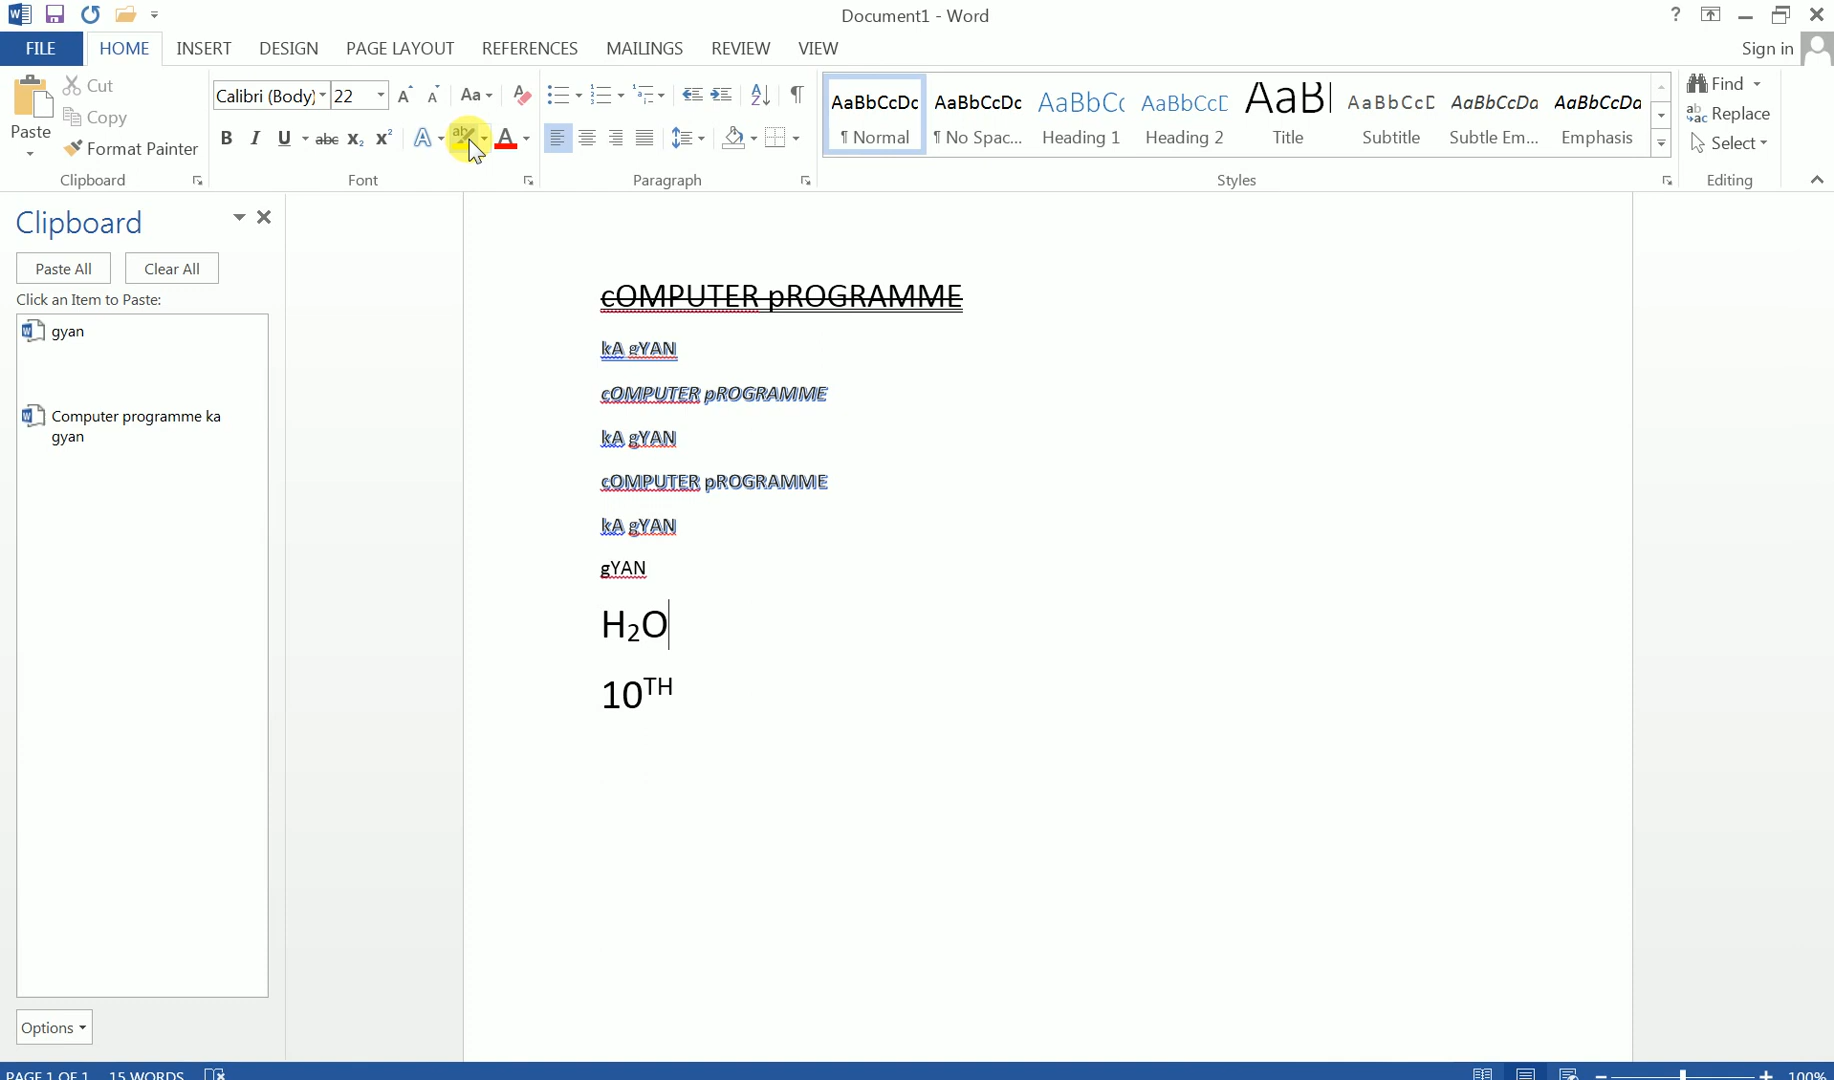 Document1 - Word
?
FILE HOME INSERT DESIGN PAGE LAYOUT REFERENCES MAILINGS REVIEW VIEW Sign in
Paste
Cut
Copy
Format Painter
Clipboard
Calibri (Body) 22 Aa
B I U abc X₂ X² A A
Font
Paragraph
AaBbCcDc AaBbCcDc AaBbCc AaBbCcD AaB AaBbCcD AaBbCcDa AaBbCcDa
¶ Normal ¶ No Spac... Heading 1 Heading 2 Title Subtitle Subtle Em... Emphasis
Styles
Find
Replace
Select
Editing
Clipboard
Paste All Clear All
Click an Item to Paste:
gyan
Computer programme ka
gyan
Options
cOMPUTER pROGRAMME
kA gYAN
cOMPUTER pROGRAMME
kA gYAN
cOMPUTER pROGRAMME
kA gYAN
gYAN
H₂O
10ᵀᴴ
PAGE 1 OF 1 15 WORDS 100%